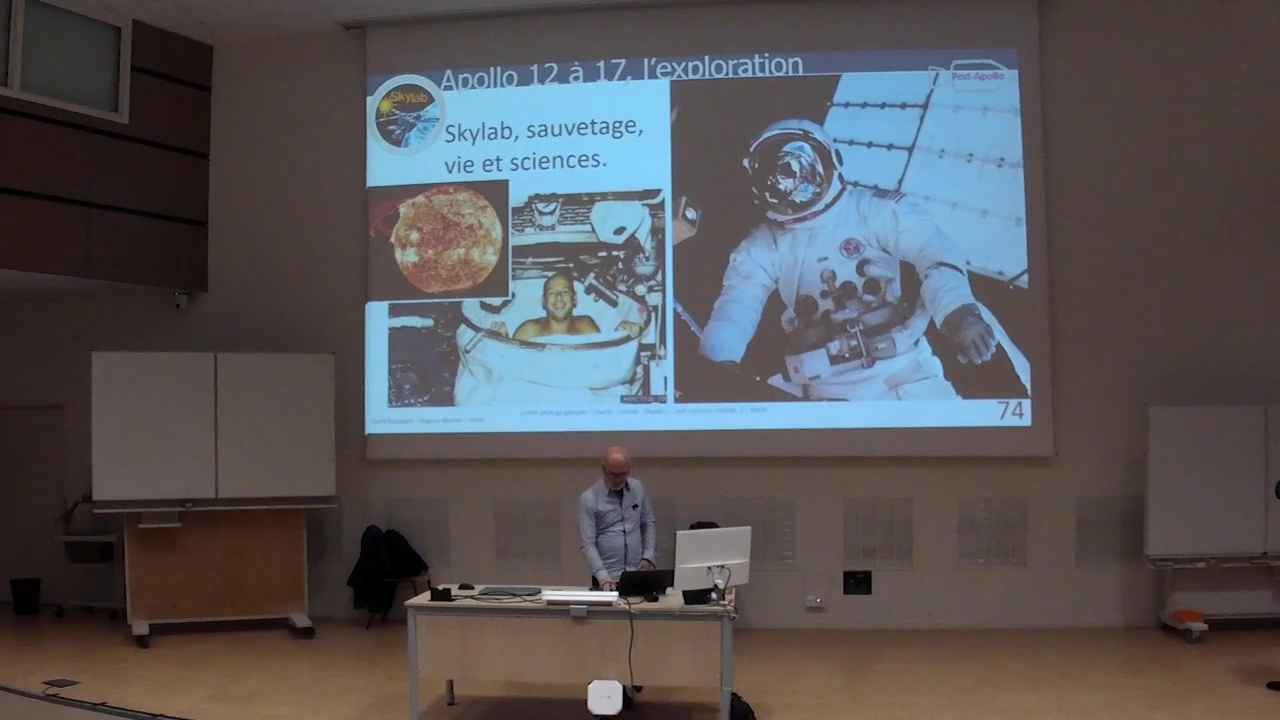 Apollo 12 à 17, l'exploration
Post-Apollo
Skylab
Skylab, sauvetage,
vie et sciences.
74